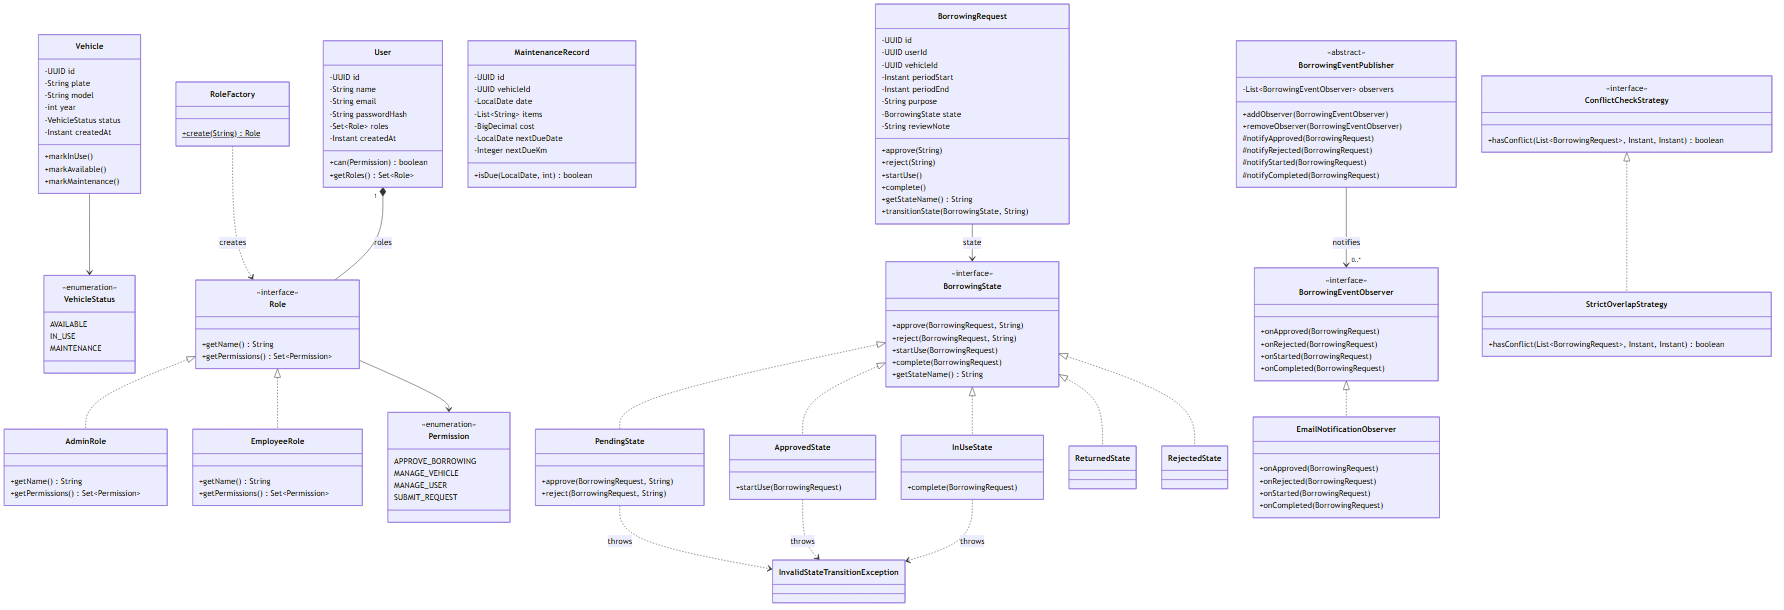 Vehicle
-UUID id
-String plate
-String model
-int year
-VehicleStatus status
-Instant createdAt
+markInUse()
+markAvailable()
+markMaintenance()
RoleFactory
+create(String) : Role
User
-UUID id
-String name
-String email
-String passwordHash
-Set<Role> roles
-Instant createdAt
+can(Permission) : boolean
+getRoles() : Set<Role>
MaintenanceRecord
-UUID id
-UUID vehicleId
-LocalDate date
-List<String> items
-BigDecimal cost
-LocalDate nextDueDate
-Integer nextDueKm
+isDue(LocalDate, int) : boolean
BorrowingRequest
-UUID id
-UUID userId
-UUID vehicleId
-Instant periodStart
-Instant periodEnd
-String purpose
-BorrowingState state
-String reviewNote
+approve(String)
+reject(String)
+startUse()
+complete()
+getStateName() : String
+transitionState(BorrowingState, String)
«abstract»
BorrowingEventPublisher
-List<BorrowingEventObserver> observers
+addObserver(BorrowingEventObserver)
+removeObserver(BorrowingEventObserver)
#notifyApproved(BorrowingRequest)
#notifyRejected(BorrowingRequest)
#notifyStarted(BorrowingRequest)
#notifyCompleted(BorrowingRequest)
«interface»
ConflictCheckStrategy
+hasConflict(List<BorrowingRequest>, Instant, Instant) : boolean
1
creates
roles
state
notifies
0..*
«enumeration»
VehicleStatus
AVAILABLE
IN_USE
MAINTENANCE
«interface»
Role
+getName() : String
+getPermissions() : Set<Permission>
«interface»
BorrowingState
+approve(BorrowingRequest, String)
+reject(BorrowingRequest, String)
+startUse(BorrowingRequest)
+complete(BorrowingRequest)
+getStateName() : String
«interface»
BorrowingEventObserver
+onApproved(BorrowingRequest)
+onRejected(BorrowingRequest)
+onStarted(BorrowingRequest)
+onCompleted(BorrowingRequest)
StrictOverlapStrategy
+hasConflict(List<BorrowingRequest>, Instant, Instant) : boolean
AdminRole
+getName() : String
+getPermissions() : Set<Permission>
EmployeeRole
+getName() : String
+getPermissions() : Set<Permission>
«enumeration»
Permission
APPROVE_BORROWING
MANAGE_VEHICLE
MANAGE_USER
SUBMIT_REQUEST
PendingState
+approve(BorrowingRequest, String)
+reject(BorrowingRequest, String)
ApprovedState
+startUse(BorrowingRequest)
InUseState
+complete(BorrowingRequest)
ReturnedState
RejectedState
EmailNotificationObserver
+onApproved(BorrowingRequest)
+onRejected(BorrowingRequest)
+onStarted(BorrowingRequest)
+onCompleted(BorrowingRequest)
throws
throws
throws
InvalidStateTransitionException